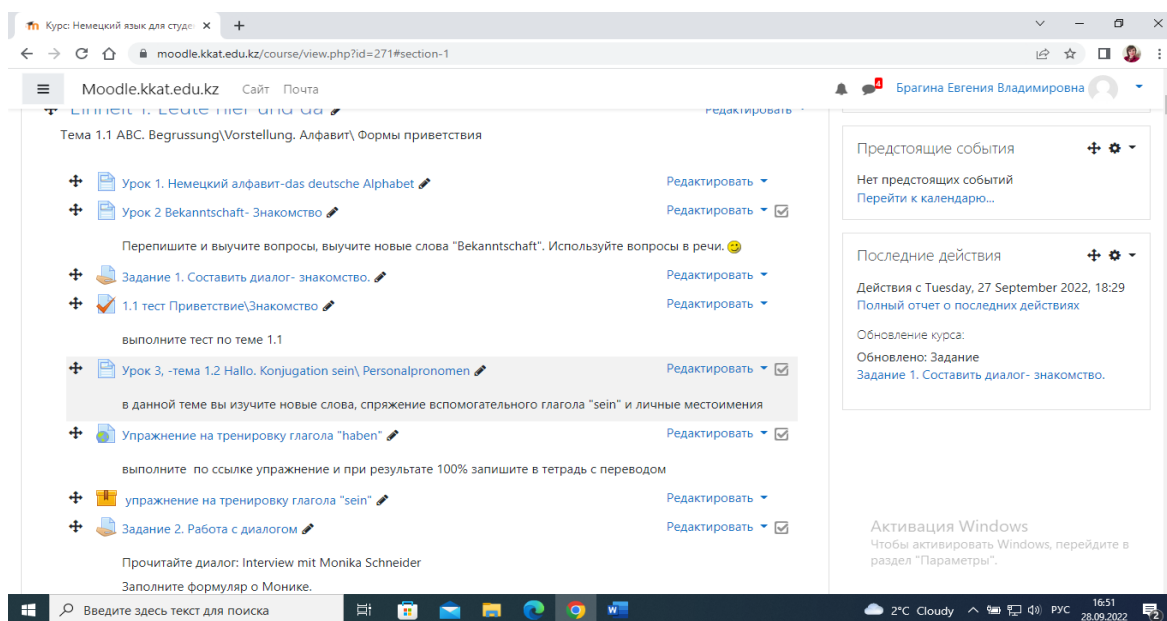 Курс: Немецкий язык для студе
moodle.kkat.edu.kz/course/view.php?id=271#section-1
Moodle.kkat.edu.kz Сайт Почта
4 Брагина Евгения Владимировна
Einheit 1. Leute hier und da Редактировать
Тема 1.1 ABC. Begrussung\Vorstellung. Алфавит\ Формы приветствия
Урок 1. Немецкий алфавит-das deutsche Alphabet Редактировать
Урок 2 Bekanntschaft- Знакомство Редактировать
Перепишите и выучите вопросы, выучите новые слова "Bekanntschaft". Используйте вопросы в речи.
Задание 1. Составить диалог- знакомство. Редактировать
1.1 тест Приветствие\Знакомство Редактировать
выполните тест по теме 1.1
Урок 3, -тема 1.2 Hallo. Konjugation sein\ Personalpronomen Редактировать
в данной теме вы изучите новые слова, спряжение вспомогательного глагола "sein" и личные местоимения
Упражнение на тренировку глагола "haben" Редактировать
выполните по ссылке упражнение и при результате 100% запишите в тетрадь с переводом
упражнение на тренировку глагола "sein" Редактировать
Задание 2. Работа с диалогом Редактировать
Прочитайте диалог: Interview mit Monika Schneider
Заполните формуляр о Монике.
Предстоящие события
Нет предстоящих событий
Перейти к календарю...
Последние действия
Действия с Tuesday, 27 September 2022, 18:29
Полный отчет о последних действиях
Обновление курса:
Обновлено: Задание
Задание 1. Составить диалог- знакомство.
Активация Windows
Чтобы активировать Windows, перейдите в
раздел "Параметры".
Введите здесь текст для поиска
2°C Cloudy РУС
16:51
28.09.2022
2